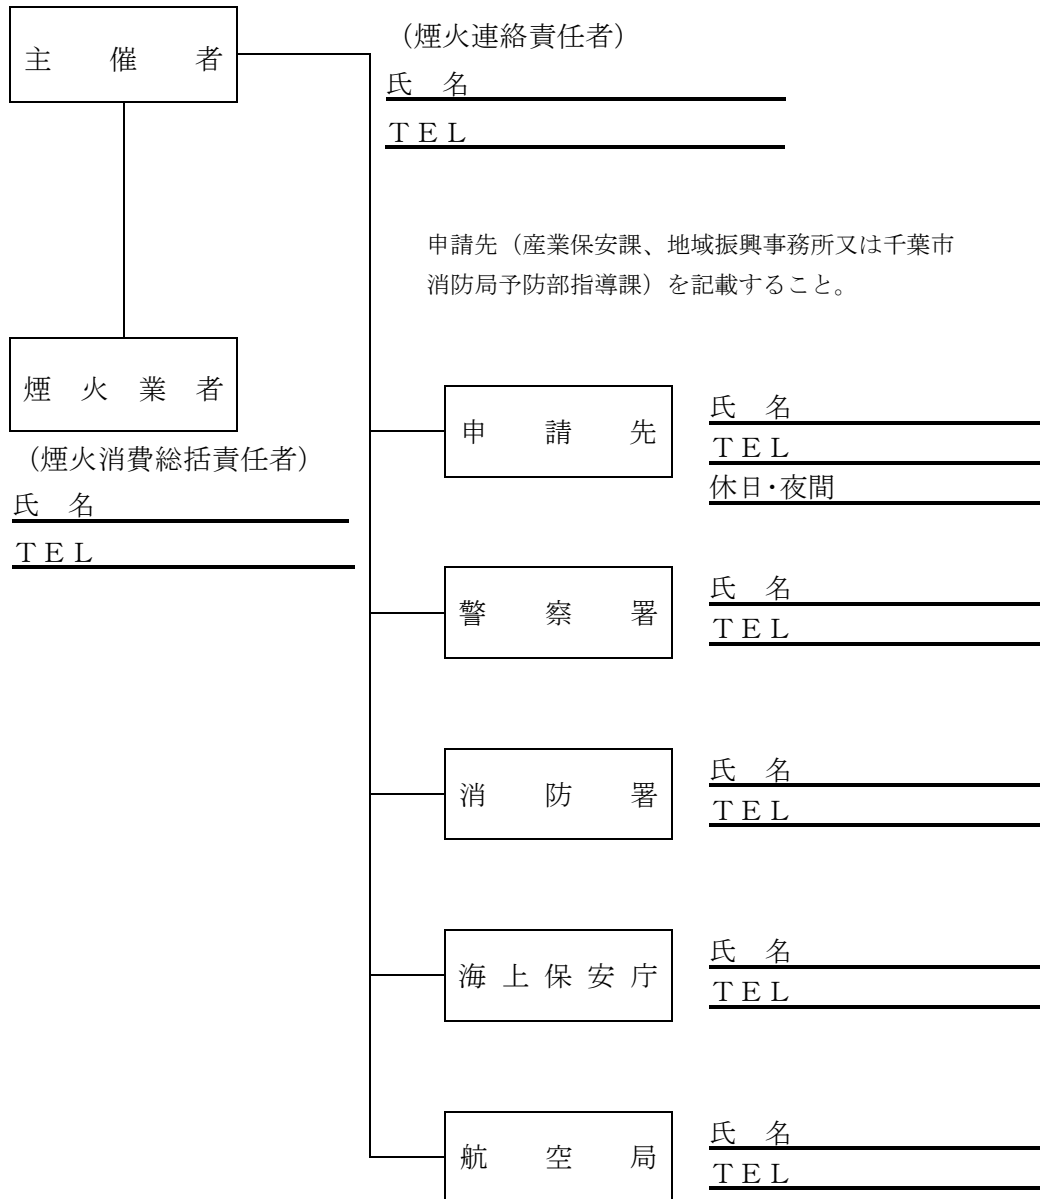 主催者
（煙火連絡責任者）
氏 名
ＴＥＬ
申請先（産業保安課、地域振興事務所又は千葉市
消防局予防部指導課）を記載すること。
煙火業者
（煙火消費総括責任者）
氏 名
ＴＥＬ
申請先
氏 名
ＴＥＬ
休日・夜間
警察署
氏 名
ＴＥＬ
消防署
氏 名
ＴＥＬ
海上保安庁
氏 名
ＴＥＬ
航空局
氏 名
ＴＥＬ